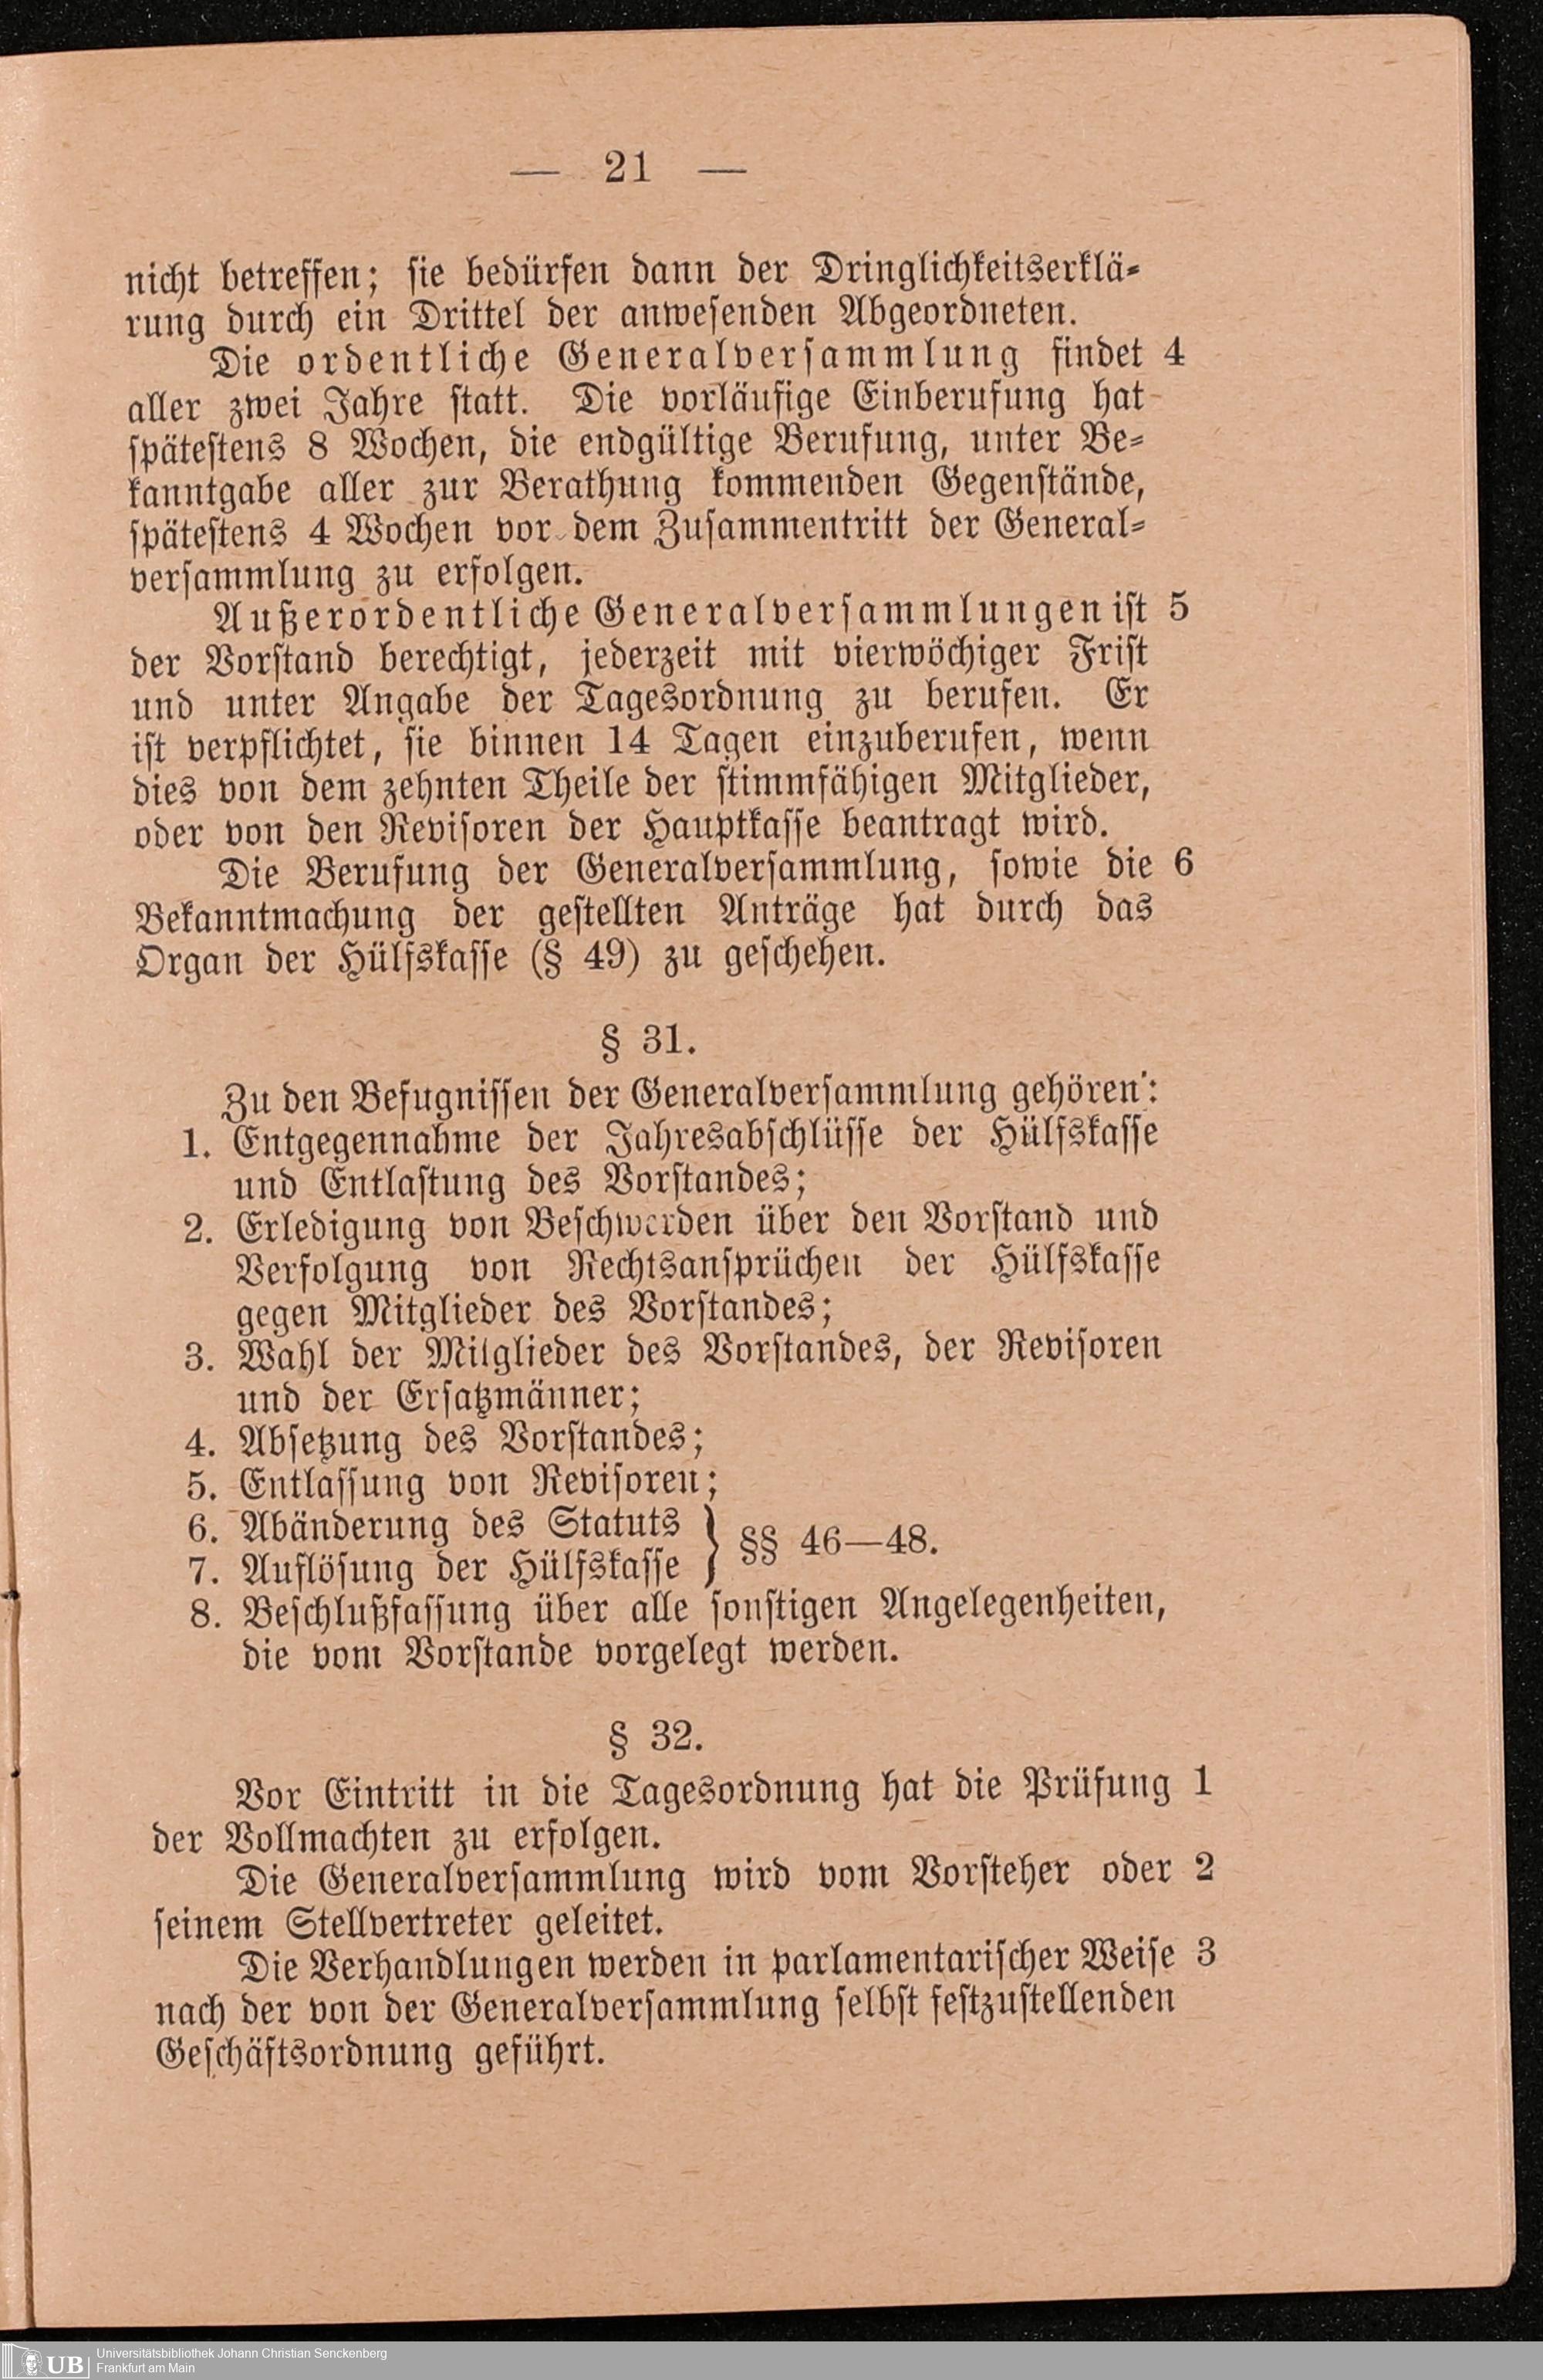 — 21 —
nicht betreffen; sie bedürfen dann der Dringlichkeitserklä-
rung durch ein Drittel der anwesenden Abgeordneten.
Die ordentliche Generalversammlung findet 4
aller zwei Jahre statt. Die vorläufige Einberufung hat
spätestens 8 Wochen, die endgültige Berufung, unter Be-
kanntgabe aller zur Berathung kommenden Gegenstände,
spätestens 4 Wochen vor dem Zusammentritt der General-
versammlung zu erfolgen.
Außerordentliche Generalversammlungen ist 5
der Vorstand berechtigt, jederzeit mit vierwöchiger Frist
und unter Angabe der Tagesordnung zu berufen. Er
ist verpflichtet, sie binnen 14 Tagen einzuberufen, wenn
dies von dem zehnten Theile der stimmfähigen Mitglieder,
oder von den Revisoren der Hauptkasse beantragt wird.
Die Berufung der Generalversammlung, sowie die 6
Bekanntmachung der gestellten Anträge hat durch das
Organ der Hülfskasse (§ 49) zu geschehen.
§ 31.
Zu den Befugnissen der Generalversammlung gehören:
1. Entgegennahme der Jahresabschlüsse der Hülfskasse
und Entlastung des Vorstandes;
2. Erledigung von Beschwerden über den Vorstand und
Verfolgung von Rechtsansprüchen der Hülfskasse
gegen Mitglieder des Vorstandes;
3. Wahl der Mitglieder des Vorstandes, der Revisoren
und der Ersatzmänner;
4. Absetzung des Vorstandes;
5. Entlassung von Revisoren;
6. Abänderung des Statuts
7. Auflösung der Hülfskasse } §§ 46—48.
8. Beschlußfassung über alle sonstigen Angelegenheiten,
die vom Vorstande vorgelegt werden.
§ 32.
Vor Eintritt in die Tagesordnung hat die Prüfung 1
der Vollmachten zu erfolgen.
Die Generalversammlung wird vom Vorsteher oder 2
seinem Stellvertreter geleitet.
Die Verhandlungen werden in parlamentarischer Weise 3
nach der von der Generalversammlung selbst festzustellenden
Geschäftsordnung geführt.
UB Universitätsbibliothek Johann Christian Senckenberg
Frankfurt am Main